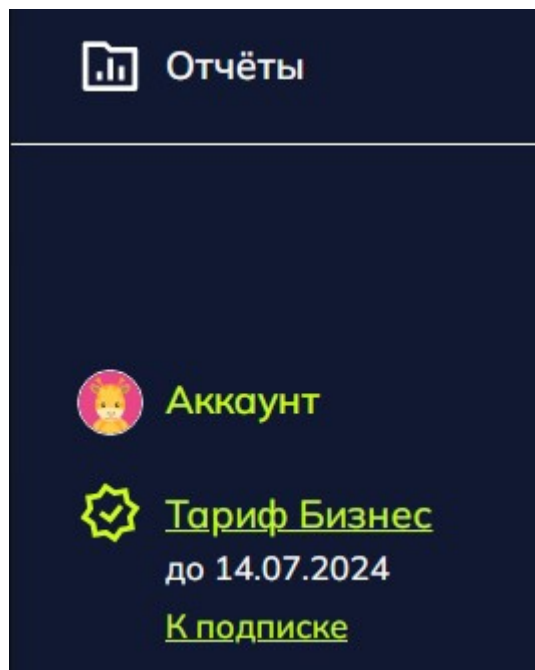 Отчёты
Аккаунт
Тариф Бизнес
до 14.07.2024
К подписке